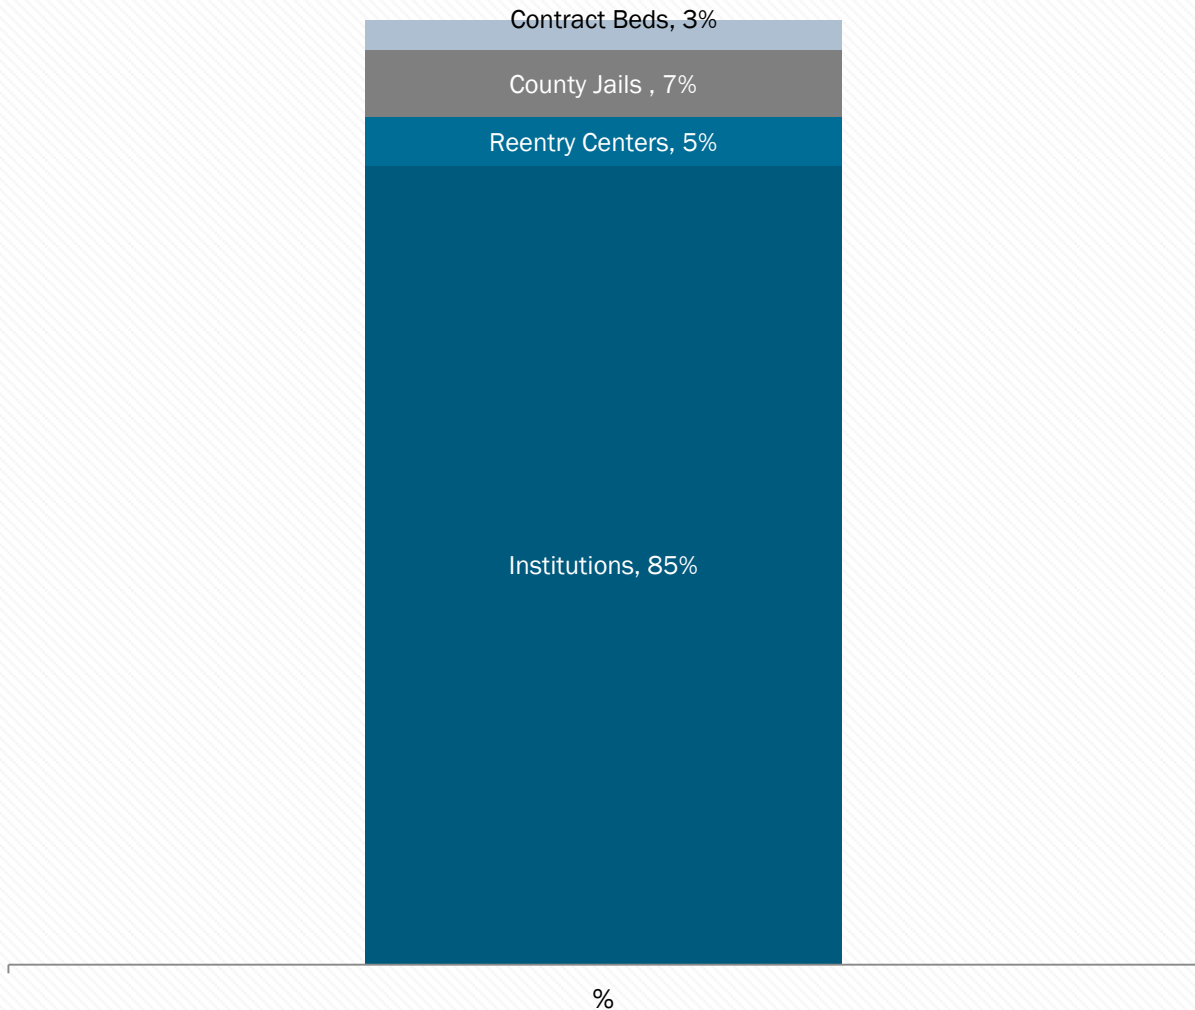 Contract Beds, 3%
County Jails , 7%
Reentry Centers, 5%
Institutions, 85%
%